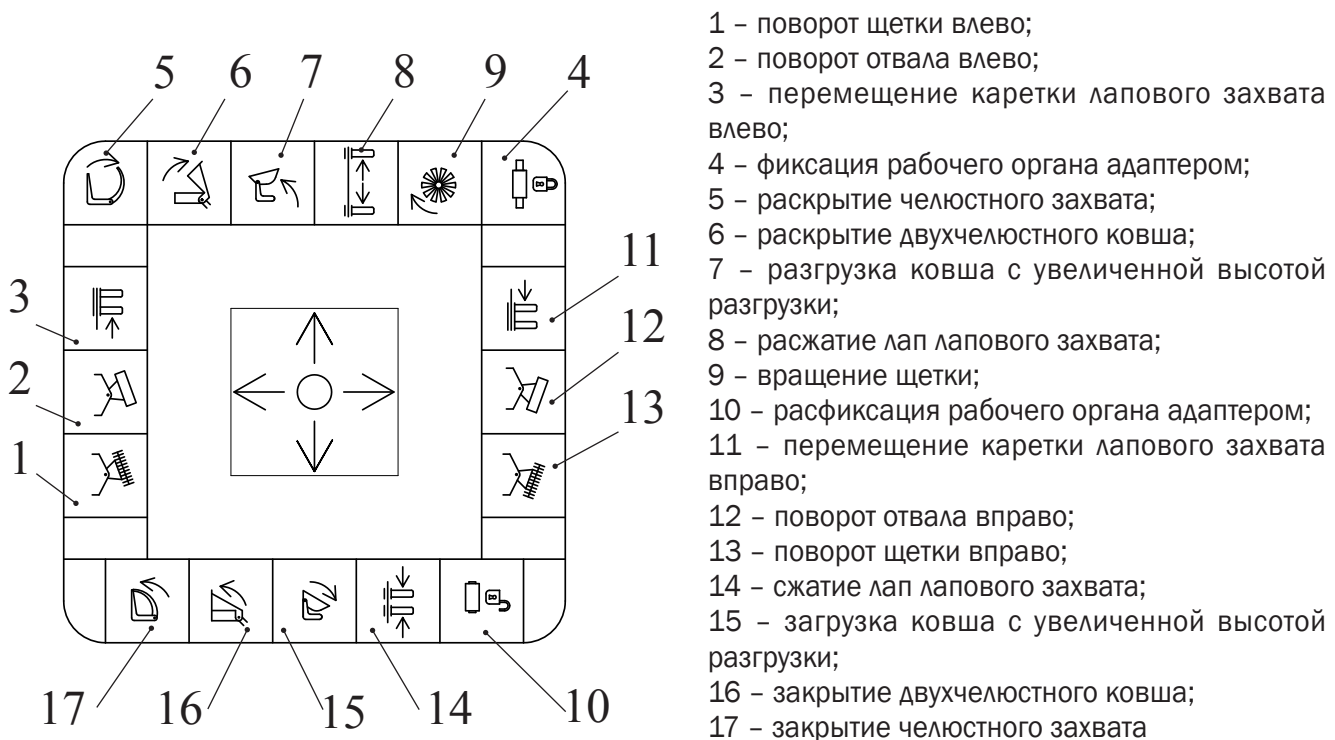 5 6 7 8 9 4
3
2
1
11
12
13
17 16 15 14 10
1 – поворот щетки влево;
2 – поворот отвала влево;
3 – перемещение каретки лапового захвата
влево;
4 – фиксация рабочего органа адаптером;
5 – раскрытие челюстного захвата;
6 – раскрытие двухчелюстного ковша;
7 – разгрузка ковша с увеличенной высотой
разгрузки;
8 – расжатие лап лапового захвата;
9 – вращение щетки;
10 – расфиксация рабочего органа адаптером;
11 – перемещение каретки лапового захвата
вправо;
12 – поворот отвала вправо;
13 – поворот щетки вправо;
14 – сжатие лап лапового захвата;
15 – загрузка ковша с увеличенной высотой
разгрузки;
16 – закрытие двухчелюстного ковша;
17 – закрытие челюстного захвата